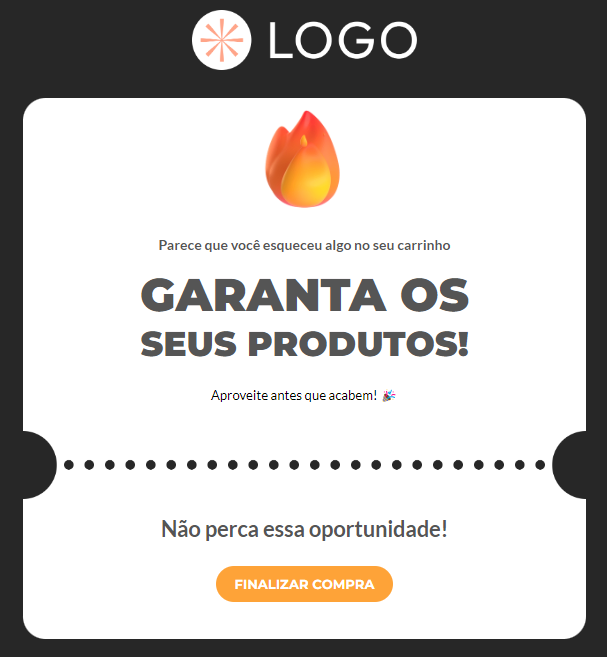 LOGO
Parece que você esqueceu algo no seu carrinho
GARANTA OS
SEUS PRODUTOS!
Aproveite antes que acabem! 🎉
Não perca essa oportunidade!
FINALIZAR COMPRA